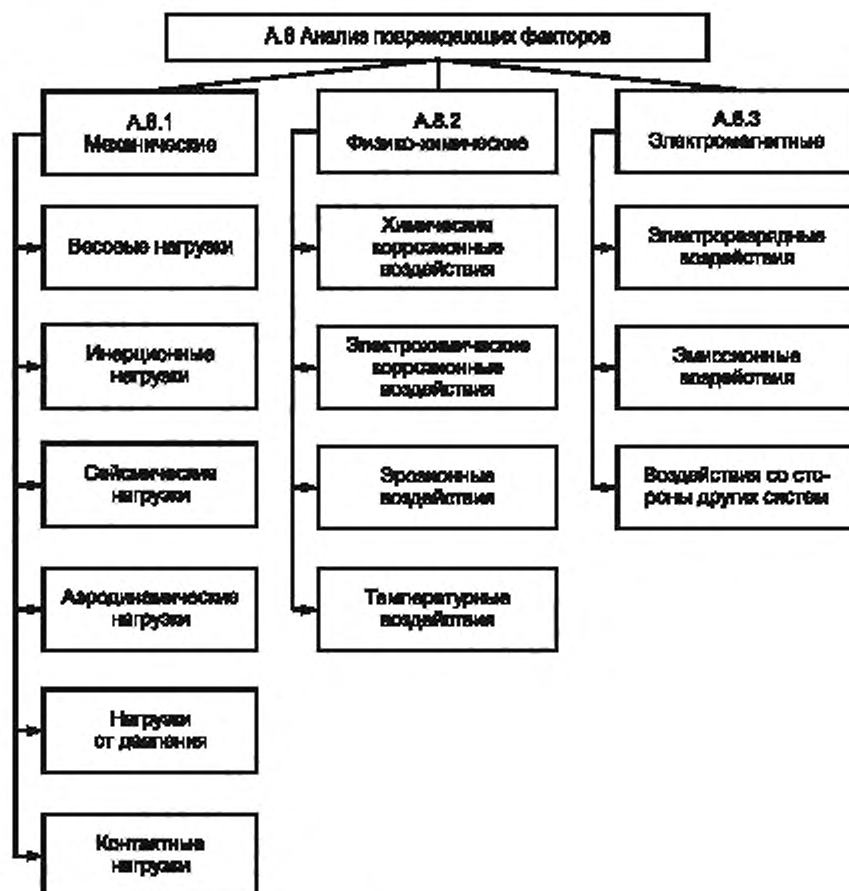 А.6 Анализ повреждающих факторов
А.6.1
Механические
Весовые нагрузки
Инерционные
нагрузки
Сейсмические
нагрузки
Аэродинамические
нагрузки
Нагрузки
от давления
Контактные
нагрузки
А.6.2
Физико-химические
Химические
коррозионные
воздействия
Электрохимические
коррозионные
воздействия
Эрозионные
воздействия
Температурные
воздействия
А.6.3
Электромагнитные
Электроразрядные
воздействия
Эмиссионные
воздействия
Воздействия со сто-
роны других систем